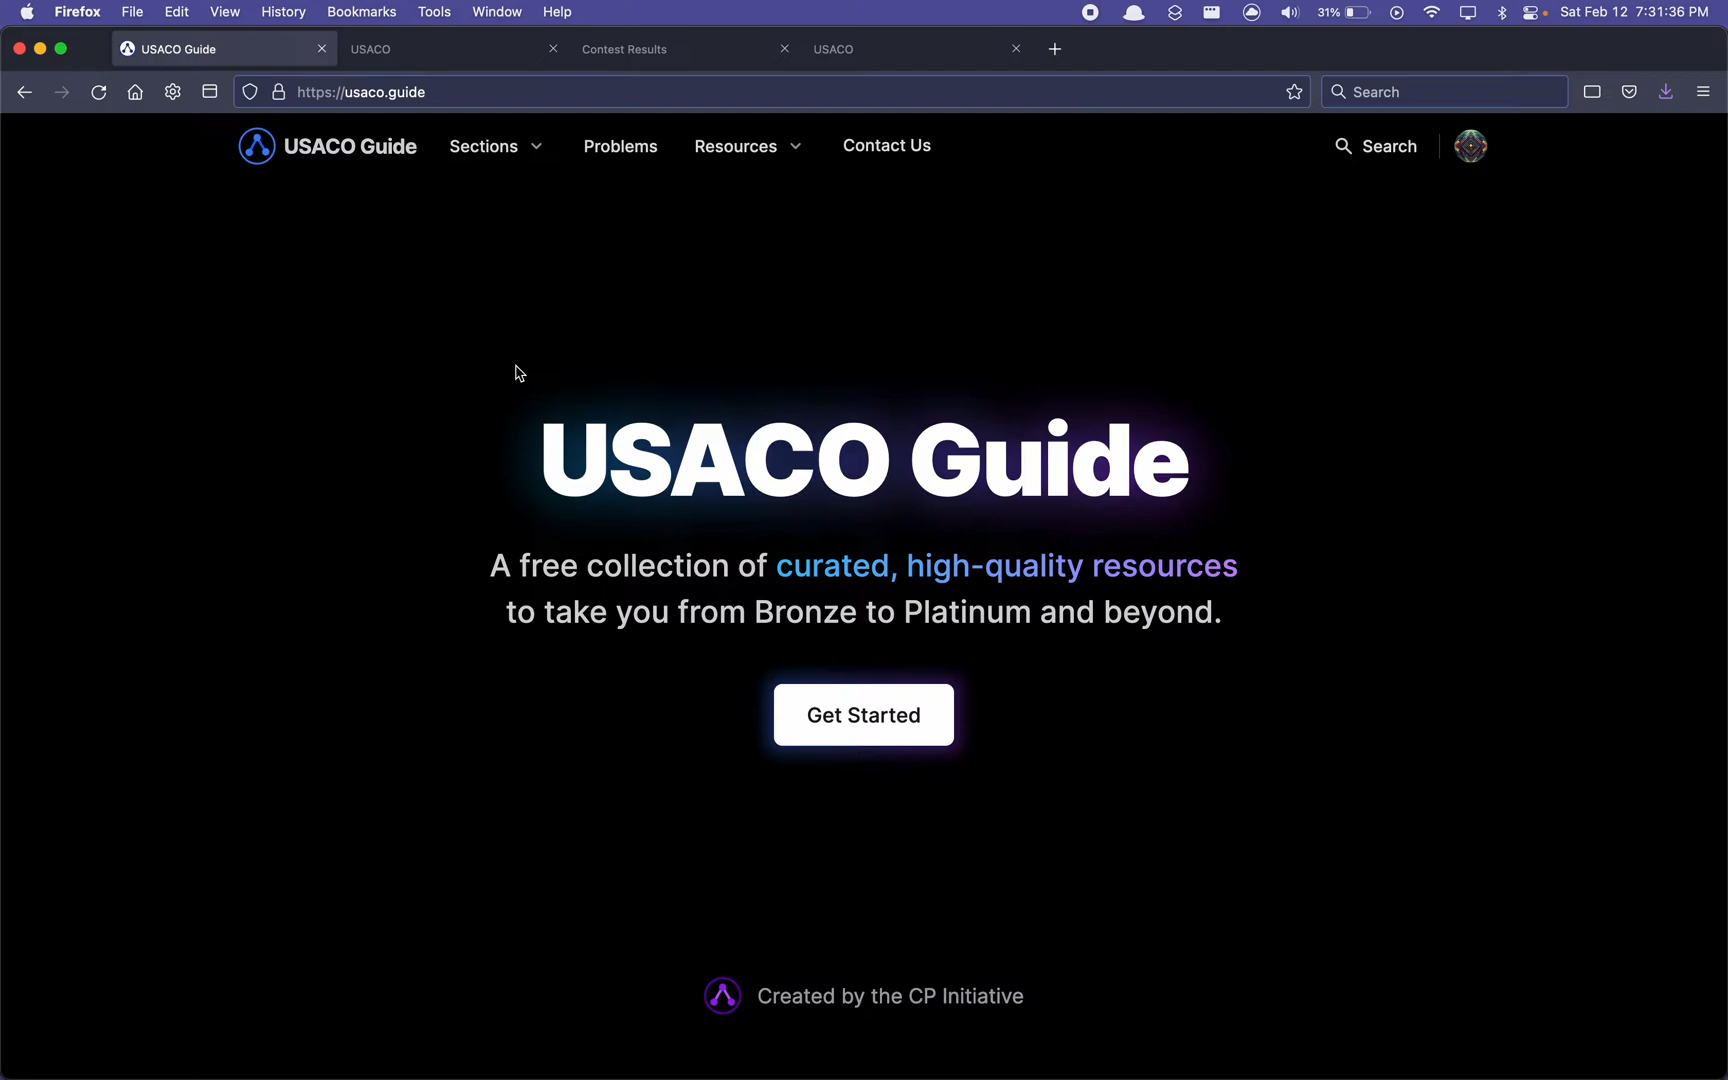 Firefox File Edit View History Bookmarks Tools Window Help 31% Sat Feb 12 7:31:36 PM
USACO Guide USACO Contest Results USACO
https://usaco.guide Search
USACO Guide Sections Problems Resources Contact Us Search
USACO Guide
A free collection of curated, high-quality resources
to take you from Bronze to Platinum and beyond.
Get Started
Created by the CP Initiative